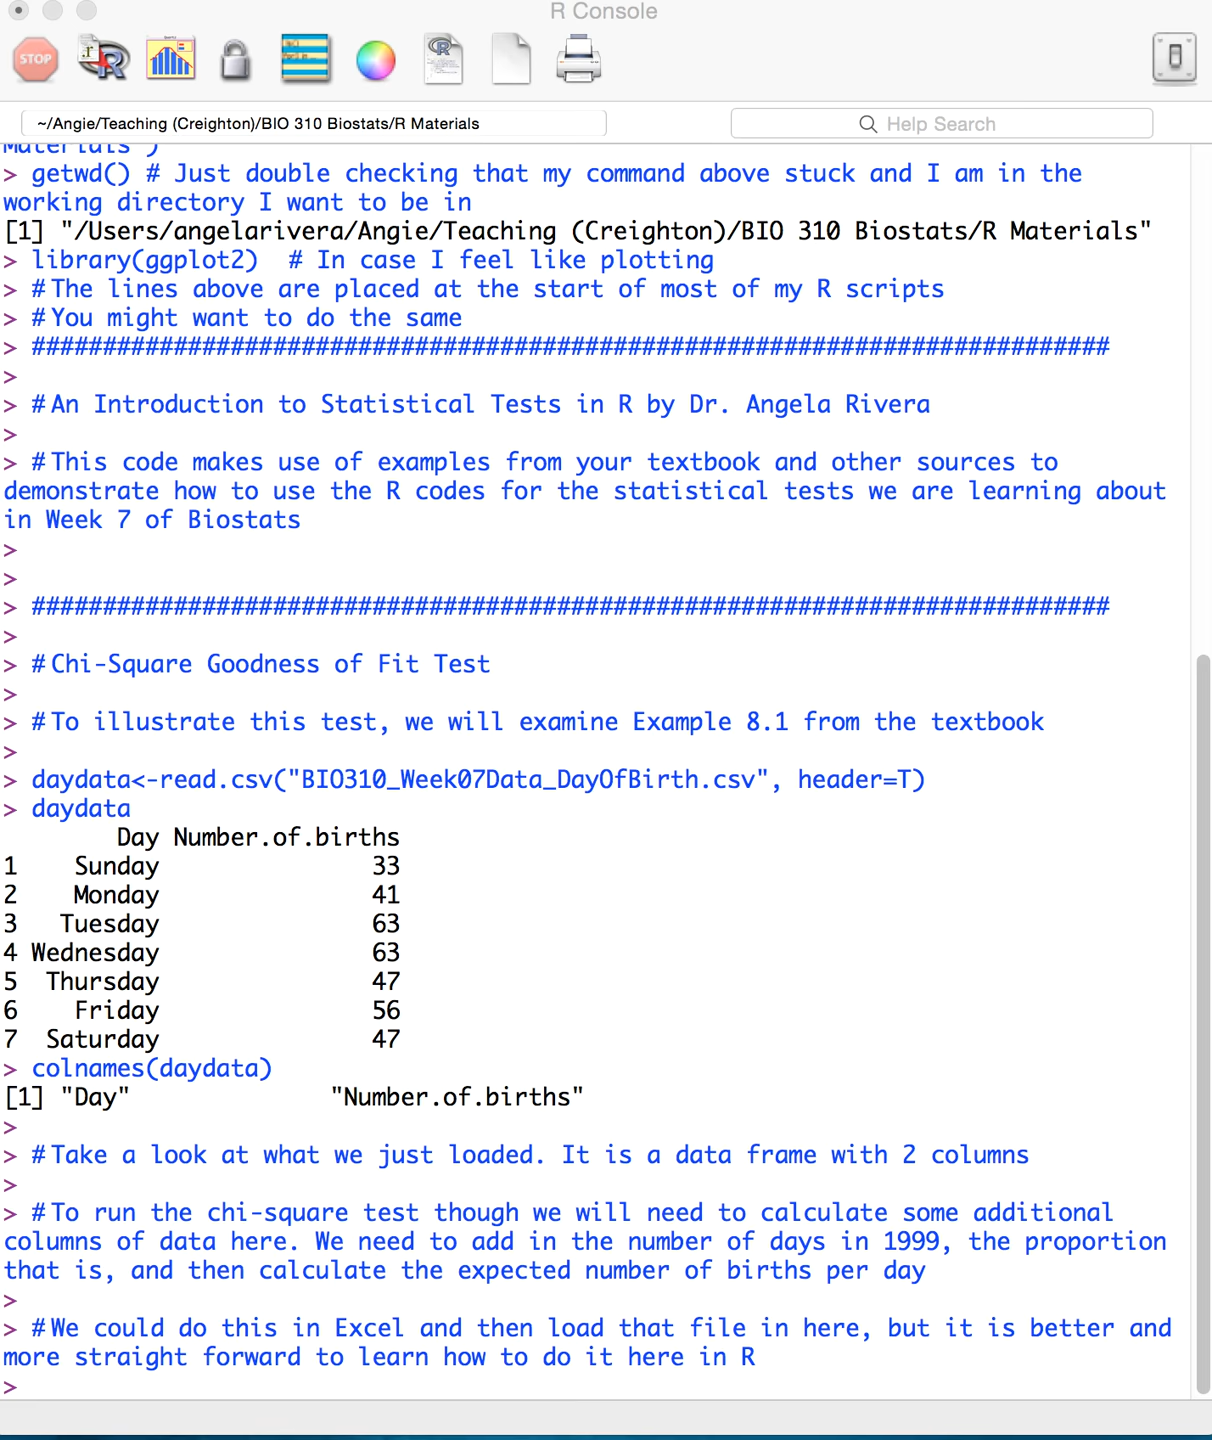 R Console
STOP
~/Angie/Teaching (Creighton)/BIO 310 Biostats/R Materials
Help Search
Materials")
> getwd() # Just double checking that my command above stuck and I am in the
working directory I want to be in
[1] "/Users/angelarivera/Angie/Teaching (Creighton)/BIO 310 Biostats/R Materials"
> library(ggplot2)  # In case I feel like plotting
> #The lines above are placed at the start of most of my R scripts
> #You might want to do the same
> ############################################################################
>
> #An Introduction to Statistical Tests in R by Dr. Angela Rivera
>
> #This code makes use of examples from your textbook and other sources to
demonstrate how to use the R codes for the statistical tests we are learning about
in Week 7 of Biostats
>
>
> ############################################################################
>
> #Chi-Square Goodness of Fit Test
>
> #To illustrate this test, we will examine Example 8.1 from the textbook
>
> daydata<-read.csv("BIO310_Week07Data_DayOfBirth.csv", header=T)
> daydata
        Day Number.of.births
1    Sunday               33
2    Monday               41
3   Tuesday               63
4 Wednesday               63
5  Thursday               47
6    Friday               56
7  Saturday               47
> colnames(daydata)
[1] "Day"              "Number.of.births"
>
> #Take a look at what we just loaded. It is a data frame with 2 columns
>
> #To run the chi-square test though we will need to calculate some additional
columns of data here. We need to add in the number of days in 1999, the proportion
that is, and then calculate the expected number of births per day
>
> #We could do this in Excel and then load that file in here, but it is better and
more straight forward to learn how to do it here in R
>